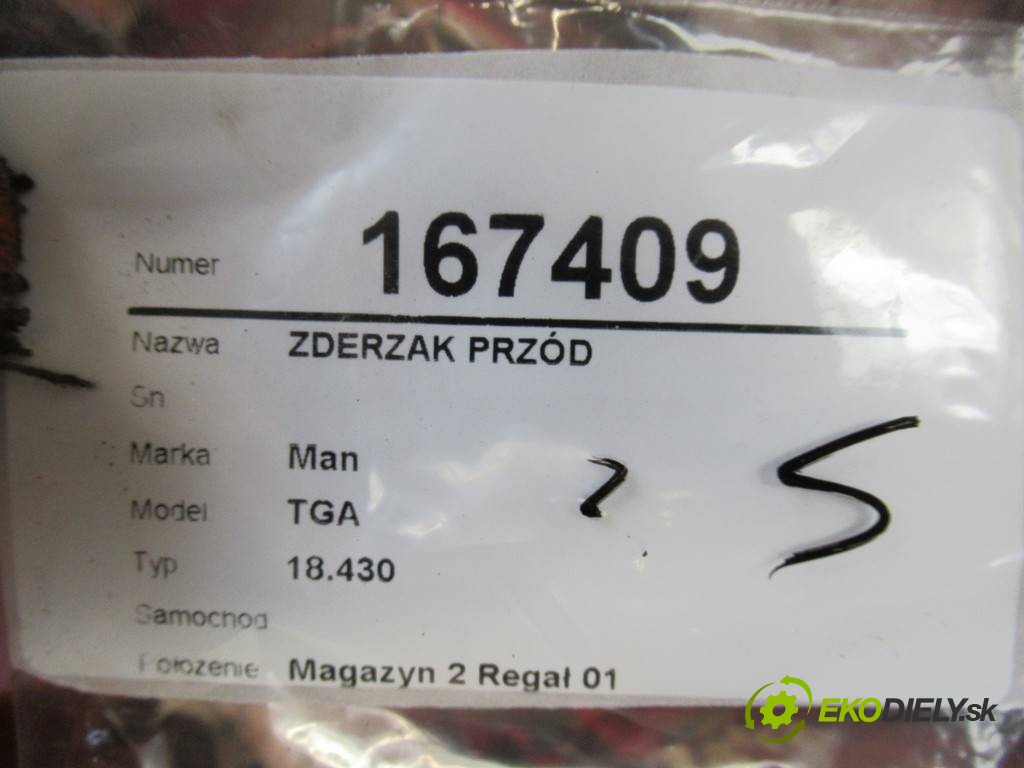 Numer 167409
Nazwa ZDERZAK PRZÓD
Sn
Marka Man
Model TGA
Typ 18.430
Samochod
Położenie Magazyn 2 Regał 01
S
EKODIELY.sk